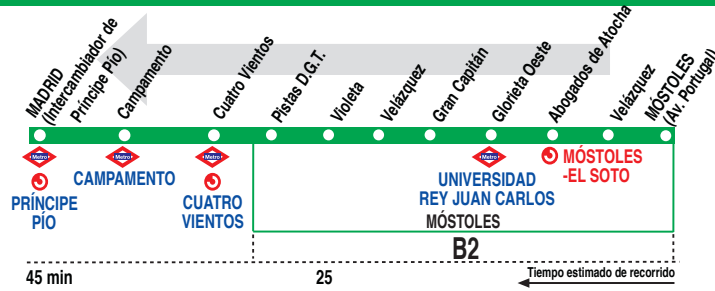 MADRID
(Intercambiador de
Príncipe Pío)
Campamento
Cuatro Vientos
Pistas D.G.T.
Violeta
Velázquez
Gran Capitán
Glorieta Oeste
Abogados de Atocha
Velázquez
MÓSTOLES
(Av. Portugal)
Metro
Metro
Metro
Metro
PRÍNCIPE
PÍO
CAMPAMENTO
CUATRO
VIENTOS
UNIVERSIDAD
REY JUAN CARLOS
MÓSTOLES
-EL SOTO
MÓSTOLES
B2
45 min
25
Tiempo estimado de recorrido